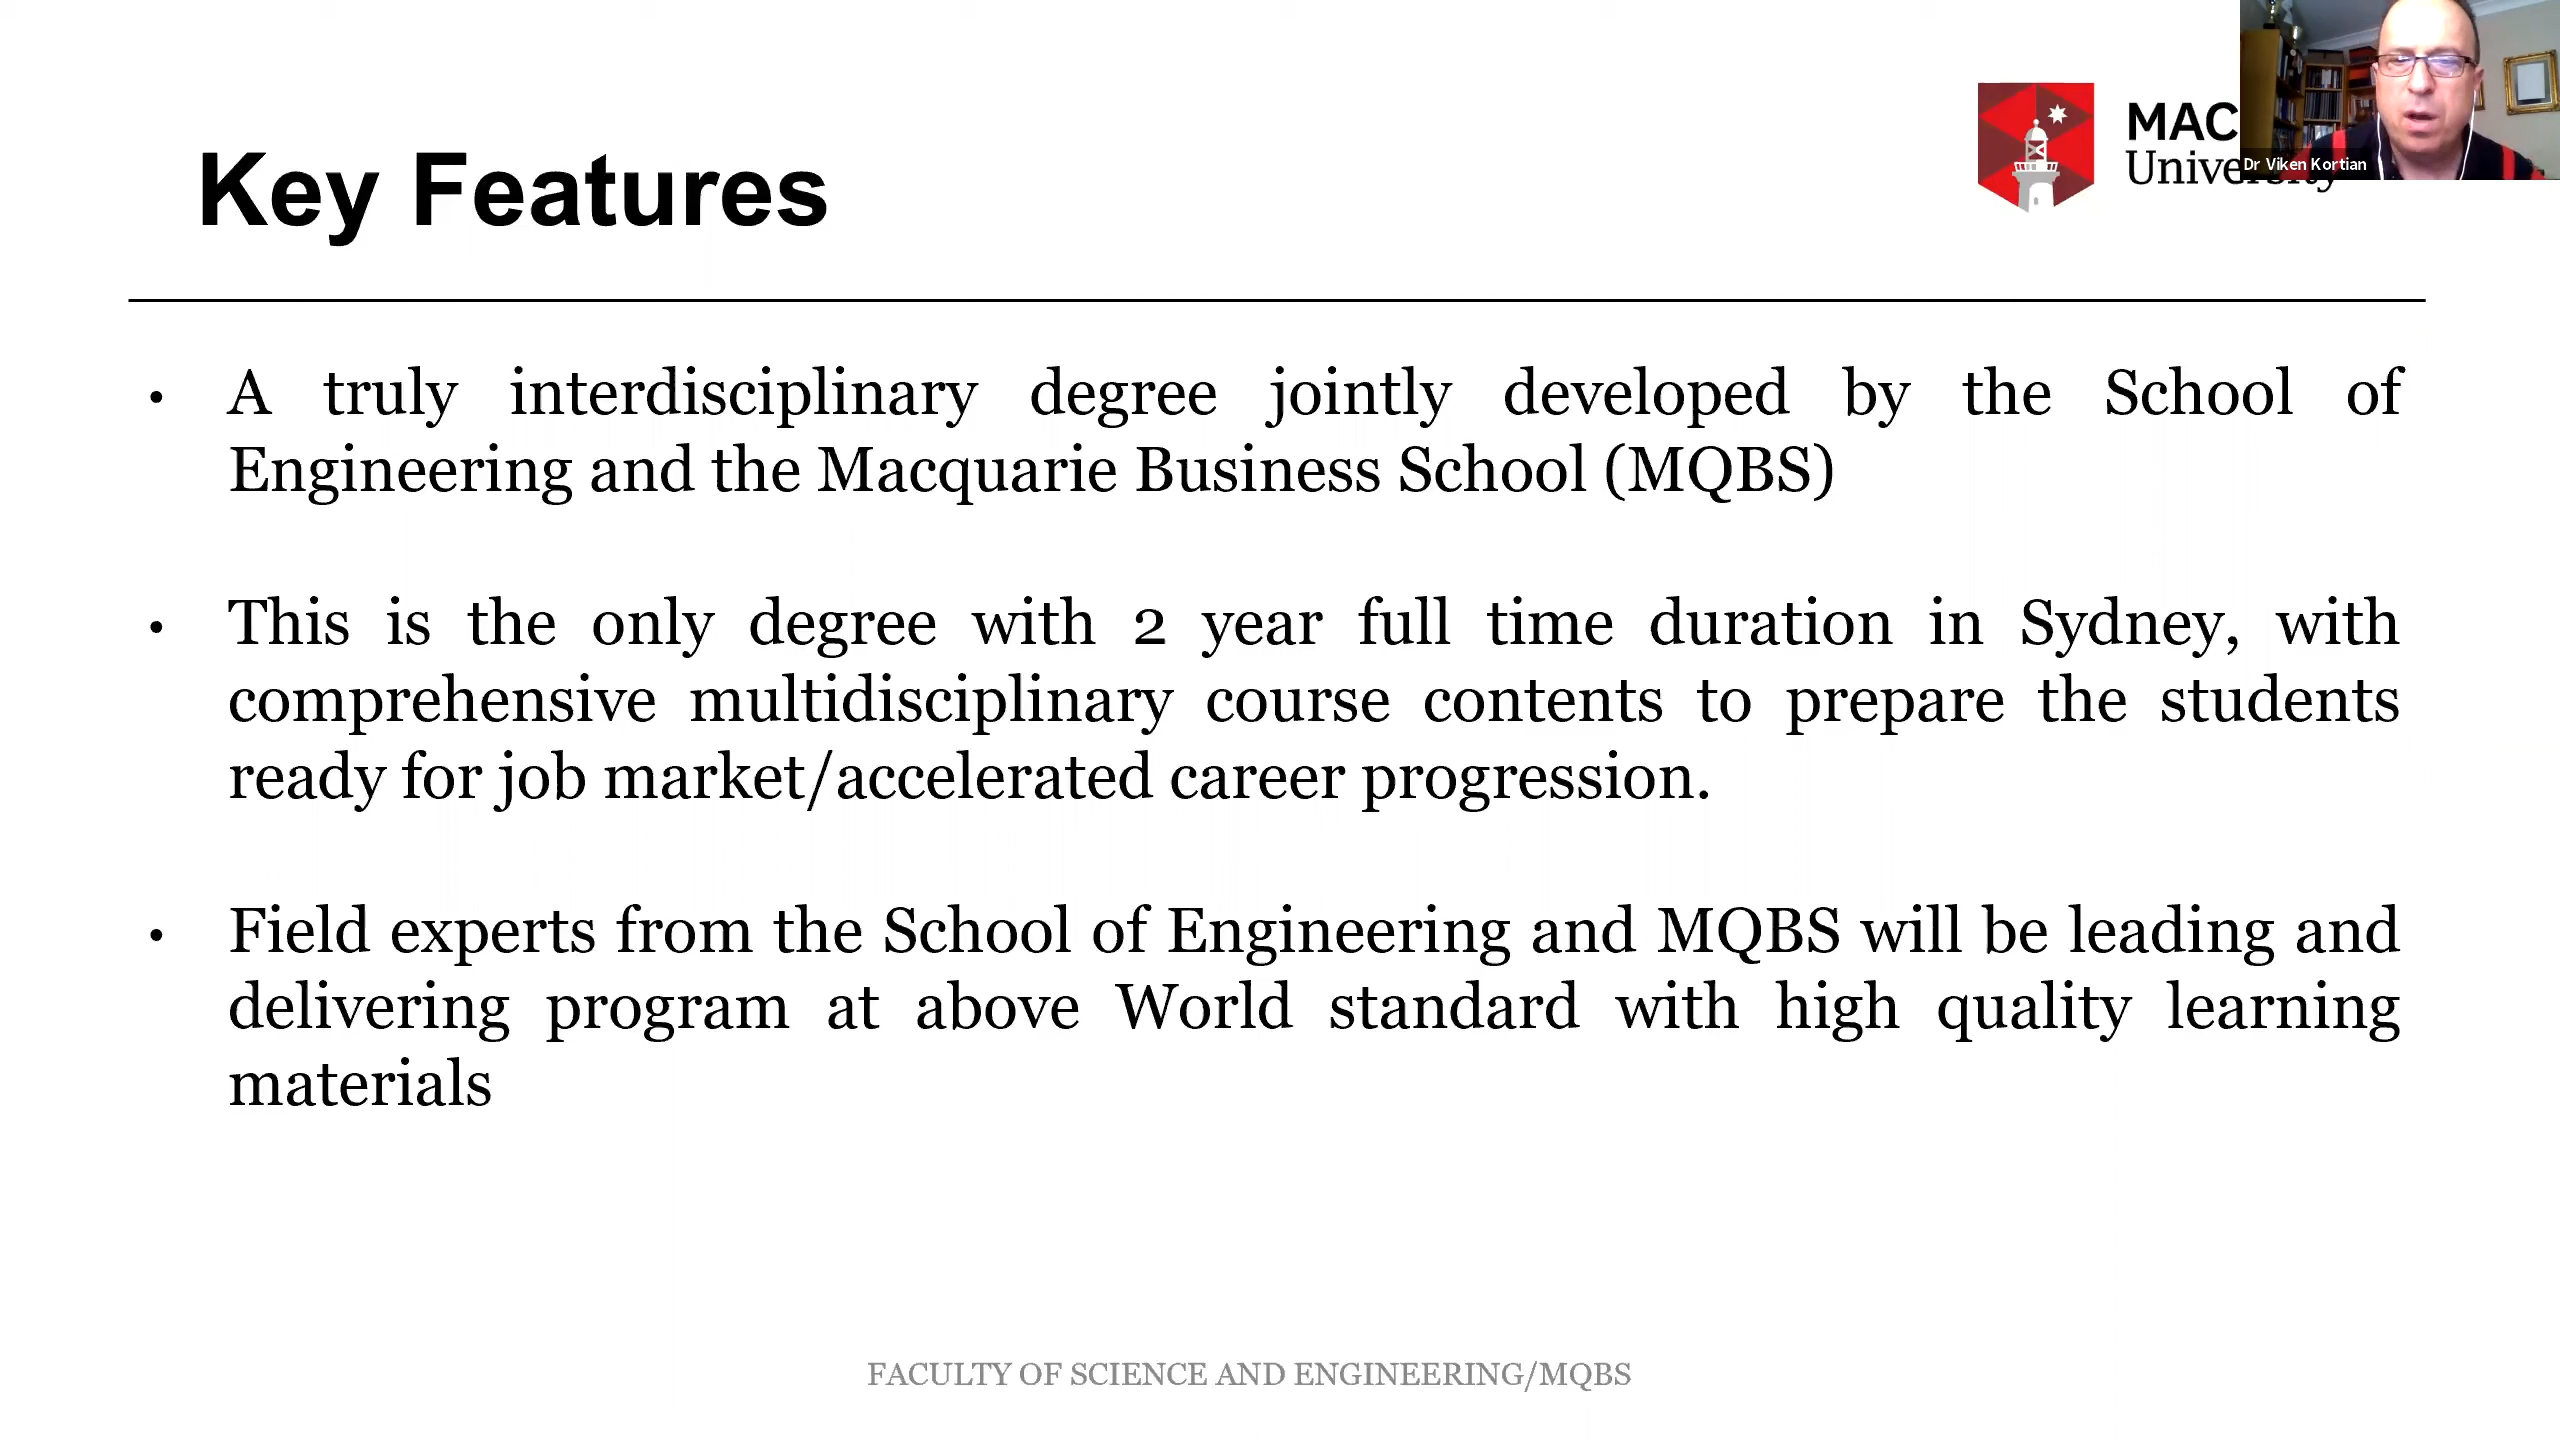 Key Features
MAC
University
Dr Viken Kortian
• A truly interdisciplinary degree jointly developed by the School of
Engineering and the Macquarie Business School (MQBS)
• This is the only degree with 2 year full time duration in Sydney, with
comprehensive multidisciplinary course contents to prepare the students
ready for job market/accelerated career progression.
• Field experts from the School of Engineering and MQBS will be leading and
delivering program at above World standard with high quality learning
materials
FACULTY OF SCIENCE AND ENGINEERING/MQBS